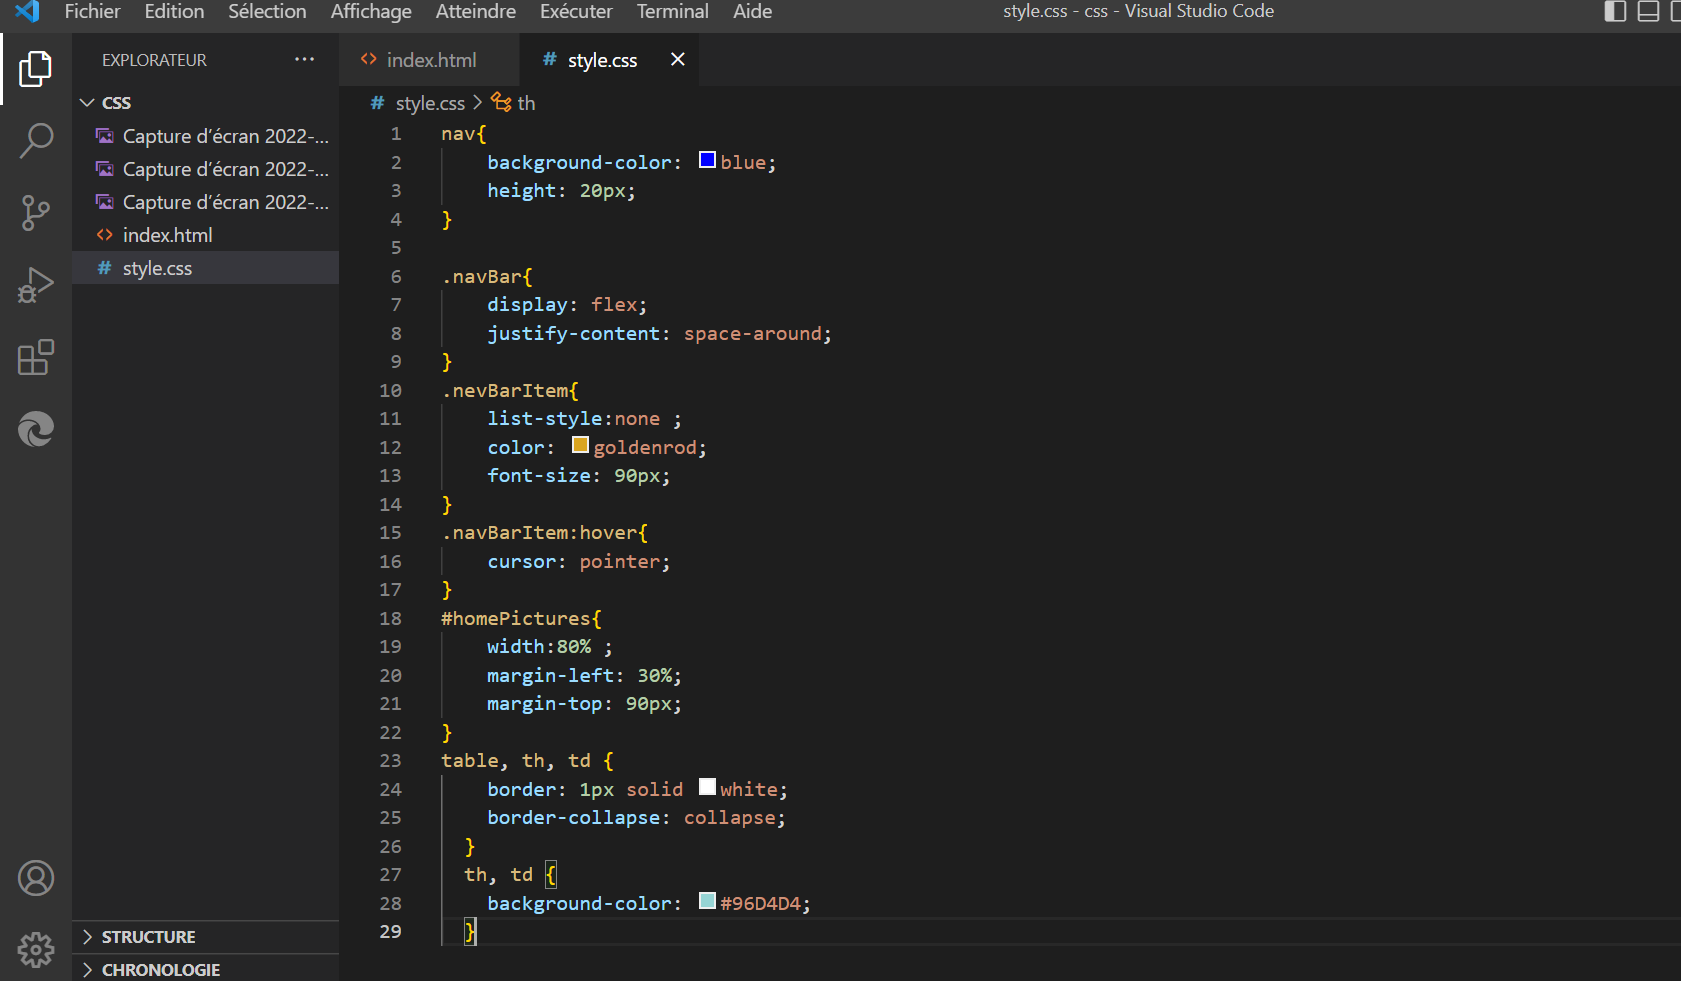 Fichier Edition Sélection Affichage Atteindre Exécuter Terminal Aide style.css - css - Visual Studio Code
EXPLORATEUR ···
CSS
Capture d’écran 2022-...
Capture d’écran 2022-...
Capture d’écran 2022-...
index.html
style.css
STRUCTURE
CHRONOLOGIE
index.html # style.css ×
# style.css > th
1 nav{
2 background-color: blue;
3 height: 20px;
4 }
5
6 .navBar{
7 display: flex;
8 justify-content: space-around;
9 }
10 .nevBarItem{
11 list-style:none ;
12 color: goldenrod;
13 font-size: 90px;
14 }
15 .navBarItem:hover{
16 cursor: pointer;
17 }
18 #homePictures{
19 width:80% ;
20 margin-left: 30%;
21 margin-top: 90px;
22 }
23 table, th, td {
24 border: 1px solid white;
25 border-collapse: collapse;
26 }
27 th, td {
28 background-color: #96D4D4;
29 }